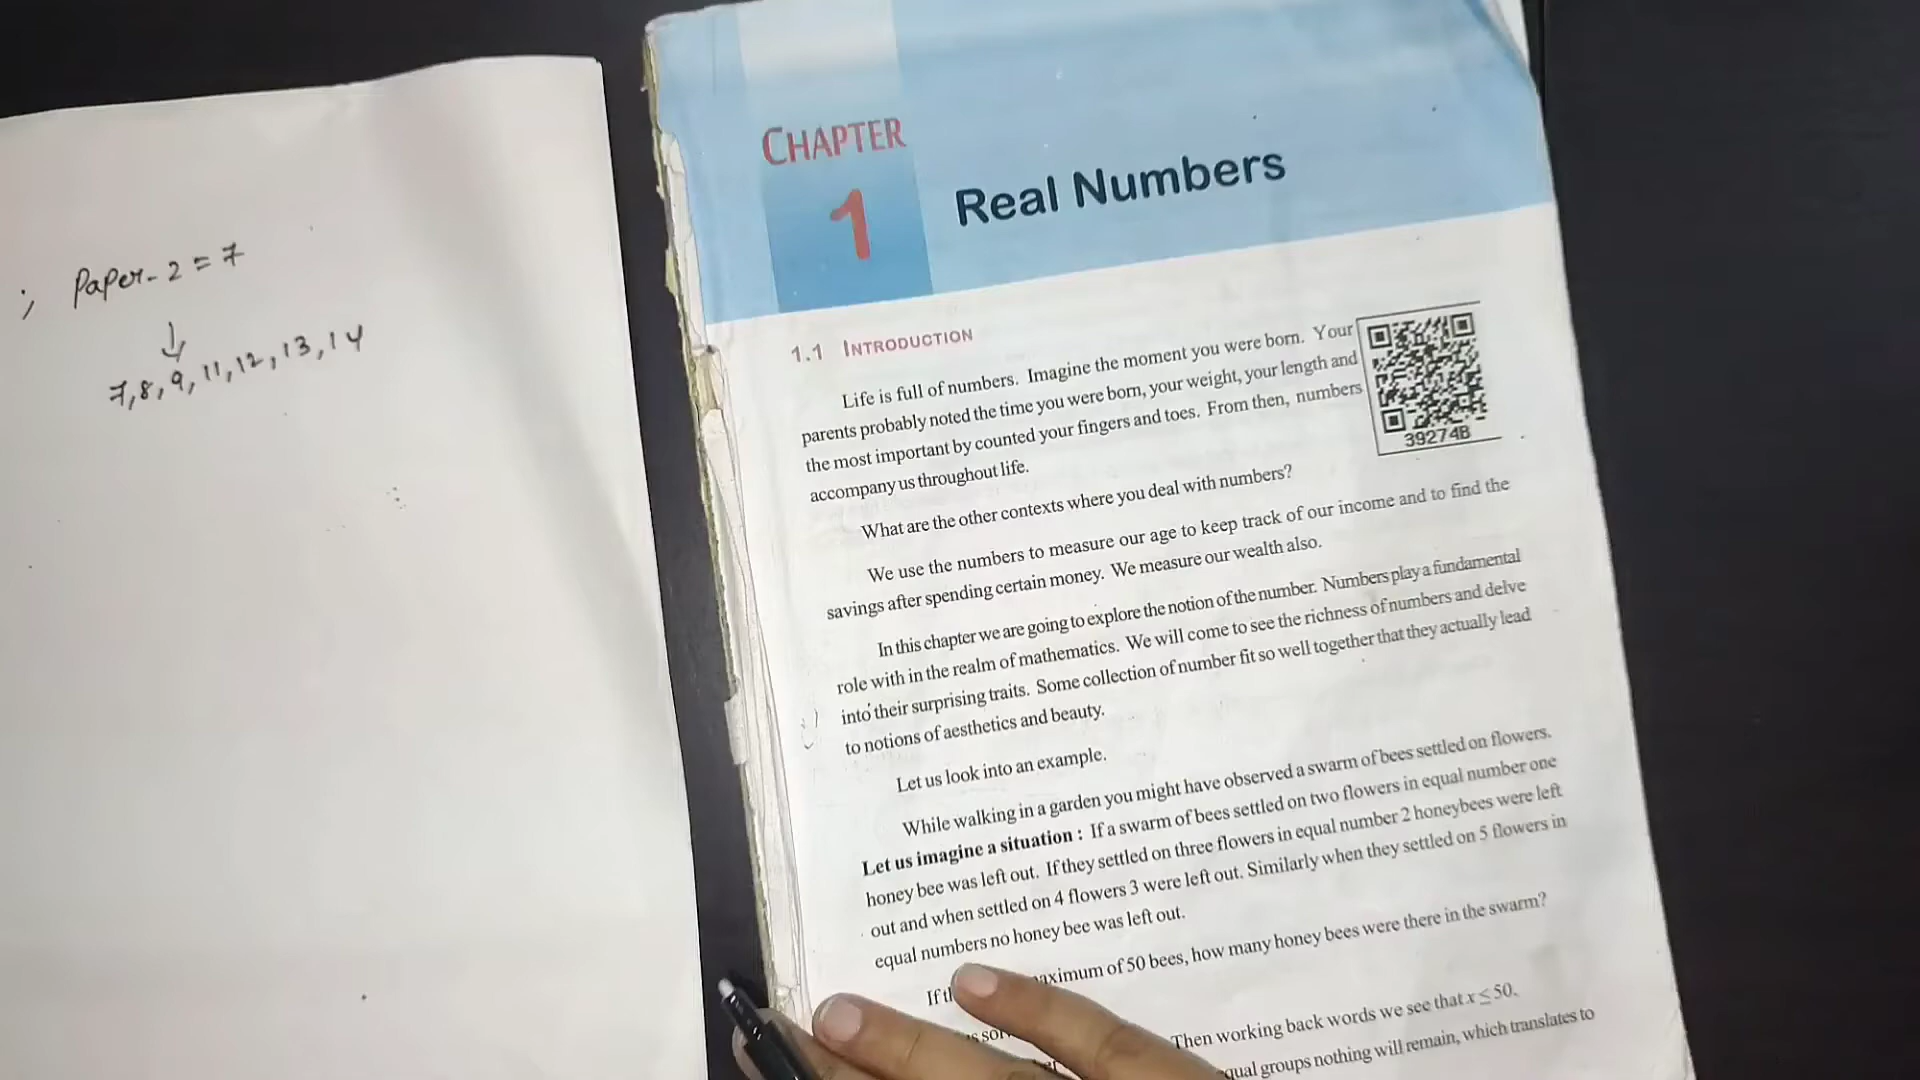 ; Paper-2 = 7
↓
7,8,9,11,12,13,14
CHAPTER
1
Real Numbers
1.1 INTRODUCTION
Life is full of numbers. Imagine the moment you were born. Your
parents probably noted the time you were born, your weight, your length and
the most important by counted your fingers and toes. From then, numbers
accompany us throughout life.
39274B
What are the other contexts where you deal with numbers?
We use the numbers to measure our age to keep track of our income and to find the
savings after spending certain money. We measure our wealth also.
In this chapter we are going to explore the notion of the number. Numbers play a fundamental
role with in the realm of mathematics. We will come to see the richness of numbers and delve
into their surprising traits. Some collection of number fit so well together that they actually lead
to notions of aesthetics and beauty.
Let us look into an example.
While walking in a garden you might have observed a swarm of bees settled on flowers.
Let us imagine a situation : If a swarm of bees settled on two flowers in equal number one
honey bee was left out. If they settled on three flowers in equal number 2 honeybees were left
out and when settled on 4 flowers 3 were left out. Similarly when they settled on 5 flowers in
equal numbers no honey bee was left out.
If maximum of 50 bees, how many honey bees were there in the swarm?
Then working back words we see that x ≤ 50.
equal groups nothing will remain, which translates to